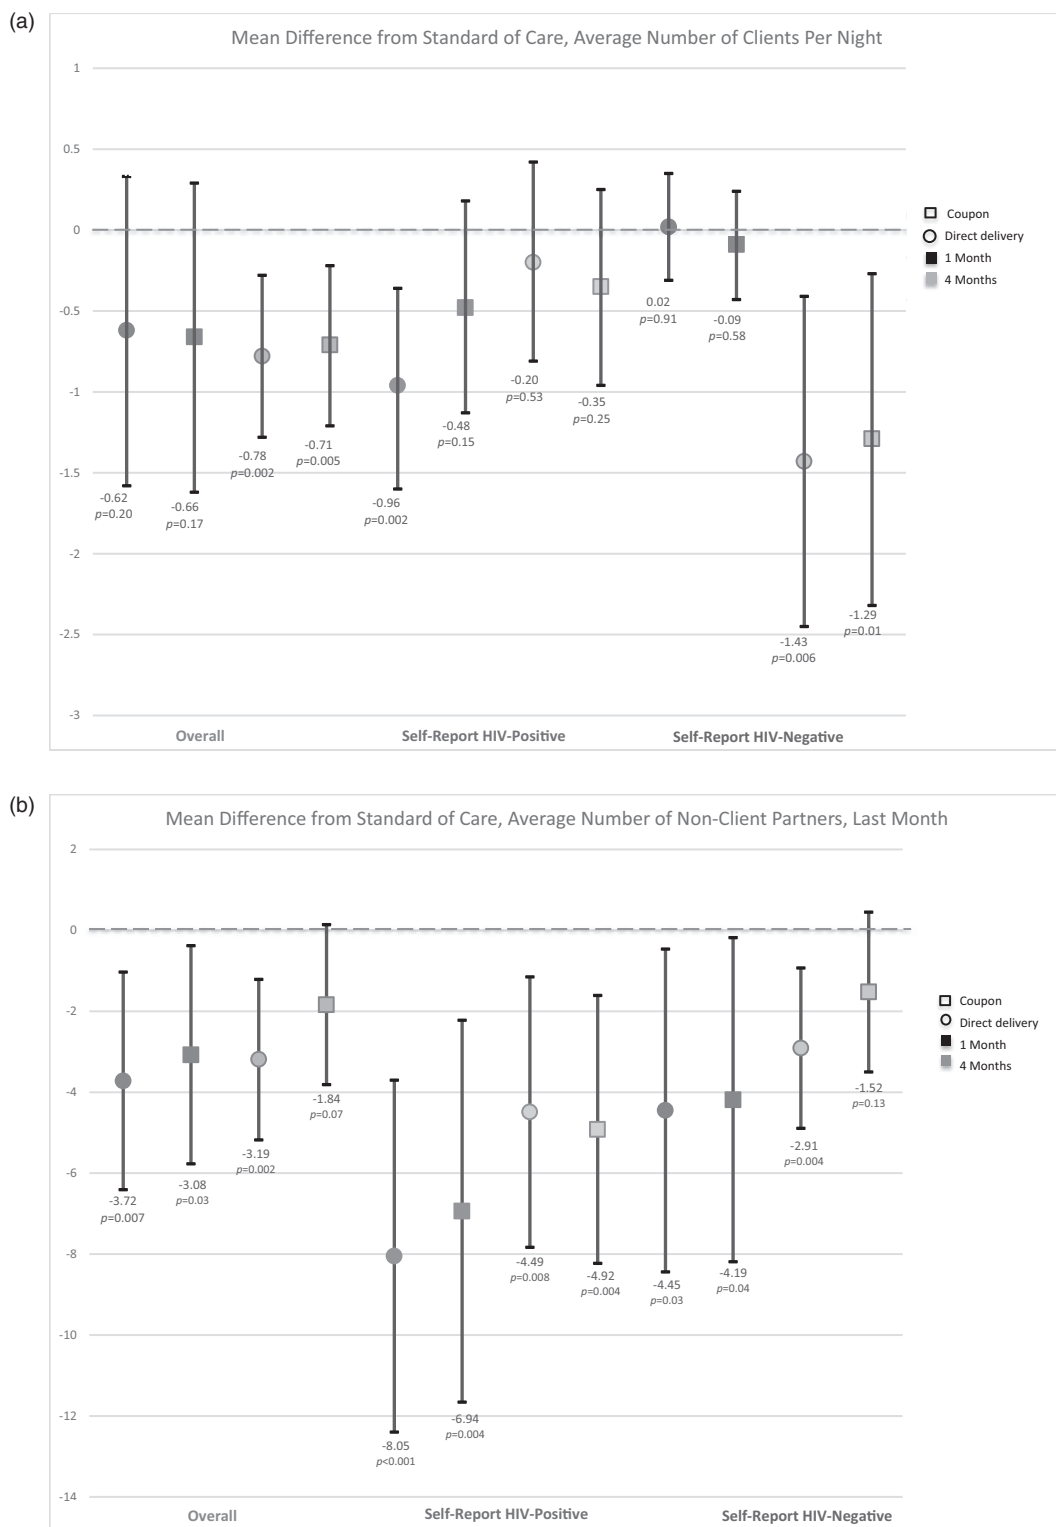 (a)
Mean Difference from Standard of Care, Average Number of Clients Per Night
1
0.5
0
-0.5
-1
-1.5
-2
-2.5
-3
-0.62
p=0.20
-0.66
p=0.17
-0.78
p=0.002
-0.71
p=0.005
-0.96
p=0.002
-0.48
p=0.15
-0.20
p=0.53
-0.35
p=0.25
0.02
p=0.91
-0.09
p=0.58
-1.43
p=0.006
-1.29
p=0.01
Coupon
Direct delivery
1 Month
4 Months
Overall
Self-Report HIV-Positive
Self-Report HIV-Negative
(b)
Mean Difference from Standard of Care, Average Number of Non-Client Partners, Last Month
2
0
-2
-4
-6
-8
-10
-12
-14
-3.72
p=0.007
-3.08
p=0.03
-3.19
p=0.002
-1.84
p=0.07
-8.05
p<0.001
-6.94
p=0.004
-4.49
p=0.008
-4.92
p=0.004
-4.45
p=0.03
-4.19
p=0.04
-2.91
p=0.004
-1.52
p=0.13
Coupon
Direct delivery
1 Month
4 Months
Overall
Self-Report HIV-Positive
Self-Report HIV-Negative